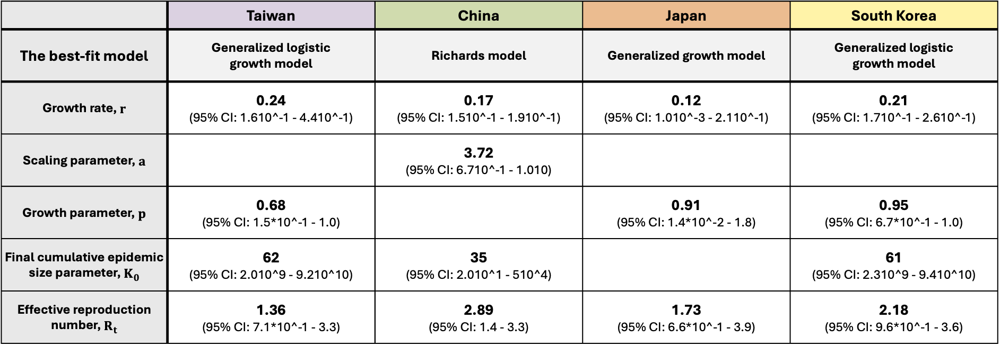 Taiwan China Japan South Korea
The best-fit model
Generalized logistic
growth model
Richards model
Generalized growth model
Generalized logistic
growth model
Growth rate, r
0.24
(95% CI: 1.610^-1 - 4.410^-1)
0.17
(95% CI: 1.510^-1 - 1.910^-1)
0.12
(95% CI: 1.010^-3 - 2.110^-1)
0.21
(95% CI: 1.710^-1 - 2.610^-1)
Scaling parameter, a
3.72
(95% CI: 6.710^-1 - 1.010)
Growth parameter, p
0.68
(95% CI: 1.5*10^-1 - 1.0)
0.91
(95% CI: 1.4*10^-2 - 1.8)
0.95
(95% CI: 6.7*10^-1 - 1.0)
Final cumulative epidemic
size parameter, K₀
62
(95% CI: 2.010^9 - 9.210^10)
35
(95% CI: 2.010^1 - 510^4)
61
(95% CI: 2.310^9 - 9.410^10)
Effective reproduction
number, Rₜ
1.36
(95% CI: 7.1*10^-1 - 3.3)
2.89
(95% CI: 1.4 - 3.3)
1.73
(95% CI: 6.6*10^-1 - 3.9)
2.18
(95% CI: 9.6*10^-1 - 3.6)